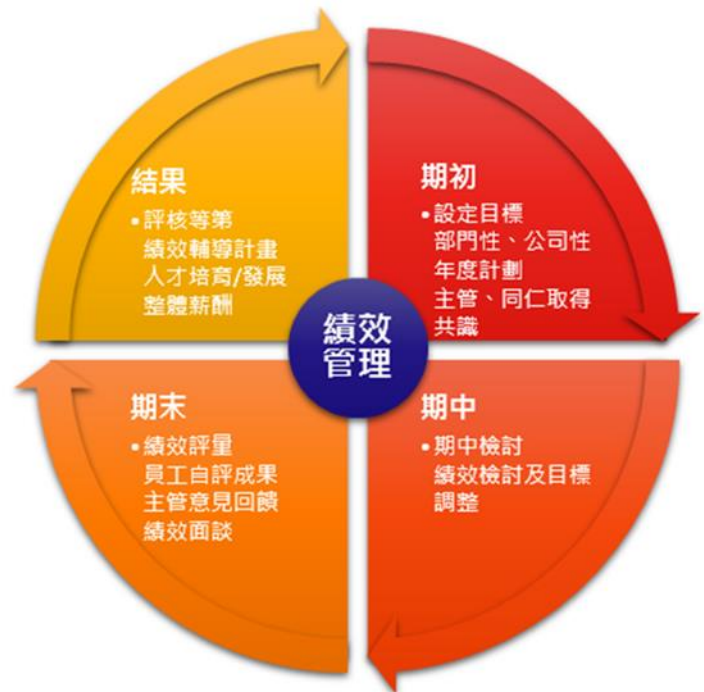 結果
•評核等第
績效輔導計畫
人才培育/發展
整體薪酬
期初
•設定目標
部門性、公司性
年度計劃
主管、同仁取得
共識
績效
管理
期末
•績效評量
員工自評成果
主管意見回饋
績效面談
期中
•期中檢討
績效檢討及目標
調整